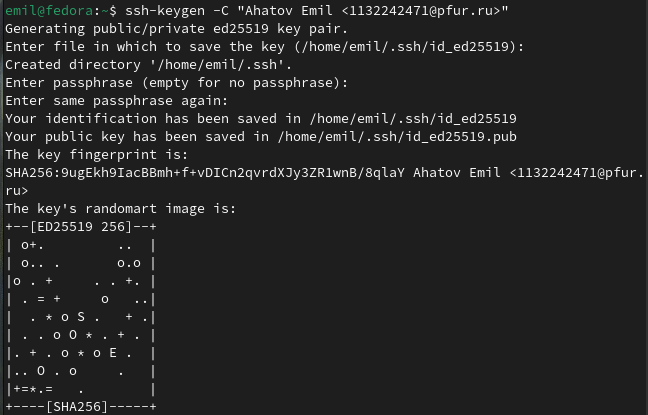 emil@fedora:~$ ssh-keygen -C "Ahatov Emil <1132242471@pfur.ru>"
Generating public/private ed25519 key pair.
Enter file in which to save the key (/home/emil/.ssh/id_ed25519):
Created directory '/home/emil/.ssh'.
Enter passphrase (empty for no passphrase):
Enter same passphrase again:
Your identification has been saved in /home/emil/.ssh/id_ed25519
Your public key has been saved in /home/emil/.ssh/id_ed25519.pub
The key fingerprint is:
SHA256:9ugEkh9IacBBmh+f+vDICn2qvrdXJy3ZR1wnB/8qlaY Ahatov Emil <1132242471@pfur.
ru>
The key's randomart image is:
+--[ED25519 256]--+
| o+.         ..  |
| o.. .       o.o |
|o . +     . . +. |
| . = +     o   ..|
|  . * o S .   + .|
| . . o O * . + . |
|. + . o * o E .  |
|.. O . o     .   |
|+=*.=   .        |
+----[SHA256]-----+